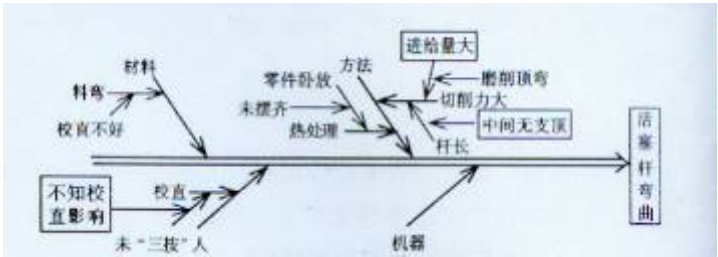 进给量大
材料
方法
零件卧放
磨削顶弯
料弯
未摆齐
切削力大
校直不好
热处理
中间无支顶
杆长
活塞杆弯曲
不知校
直影响
校直
未“三按”人
机器